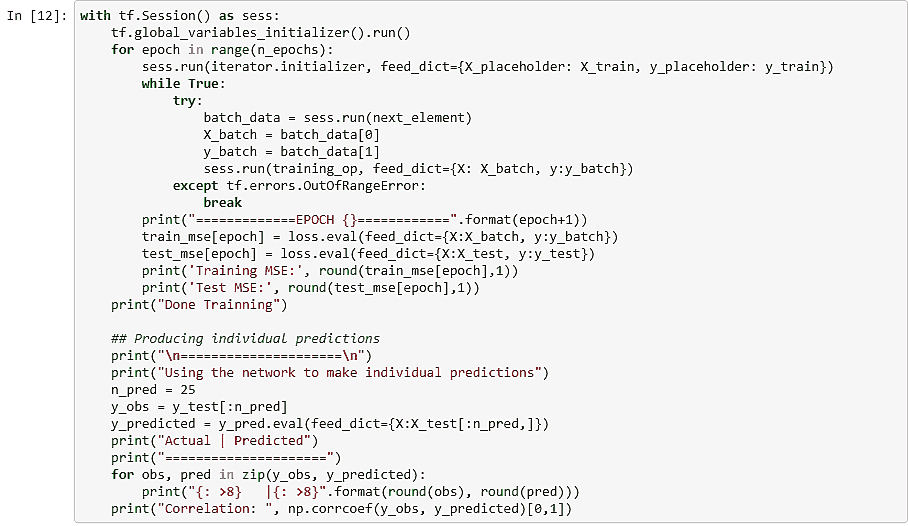 In [12]: with tf.Session() as sess:
    tf.global_variables_initializer().run()
    for epoch in range(n_epochs):
        sess.run(iterator.initializer, feed_dict={X_placeholder: X_train, y_placeholder: y_train})
        while True:
            try:
                batch_data = sess.run(next_element)
                X_batch = batch_data[0]
                y_batch = batch_data[1]
                sess.run(training_op, feed_dict={X: X_batch, y:y_batch})
            except tf.errors.OutOfRangeError:
                break
        print("=============EPOCH {}============".format(epoch+1))
        train_mse[epoch] = loss.eval(feed_dict={X:X_batch, y:y_batch})
        test_mse[epoch] = loss.eval(feed_dict={X:X_test, y:y_test})
        print('Training MSE:', round(train_mse[epoch],1))
        print('Test MSE:', round(test_mse[epoch],1))
    print("Done Trainning")

    ## Producing individual predictions
    print("\n=====================\n")
    print("Using the network to make individual predictions")
    n_pred = 25
    y_obs = y_test[:n_pred]
    y_predicted = y_pred.eval(feed_dict={X:X_test[:n_pred,]})
    print("Actual | Predicted")
    print("=====================")
    for obs, pred in zip(y_obs, y_predicted):
        print("{: >8}   |{: >8}".format(round(obs), round(pred)))
    print("Correlation: ", np.corrcoef(y_obs, y_predicted)[0,1])